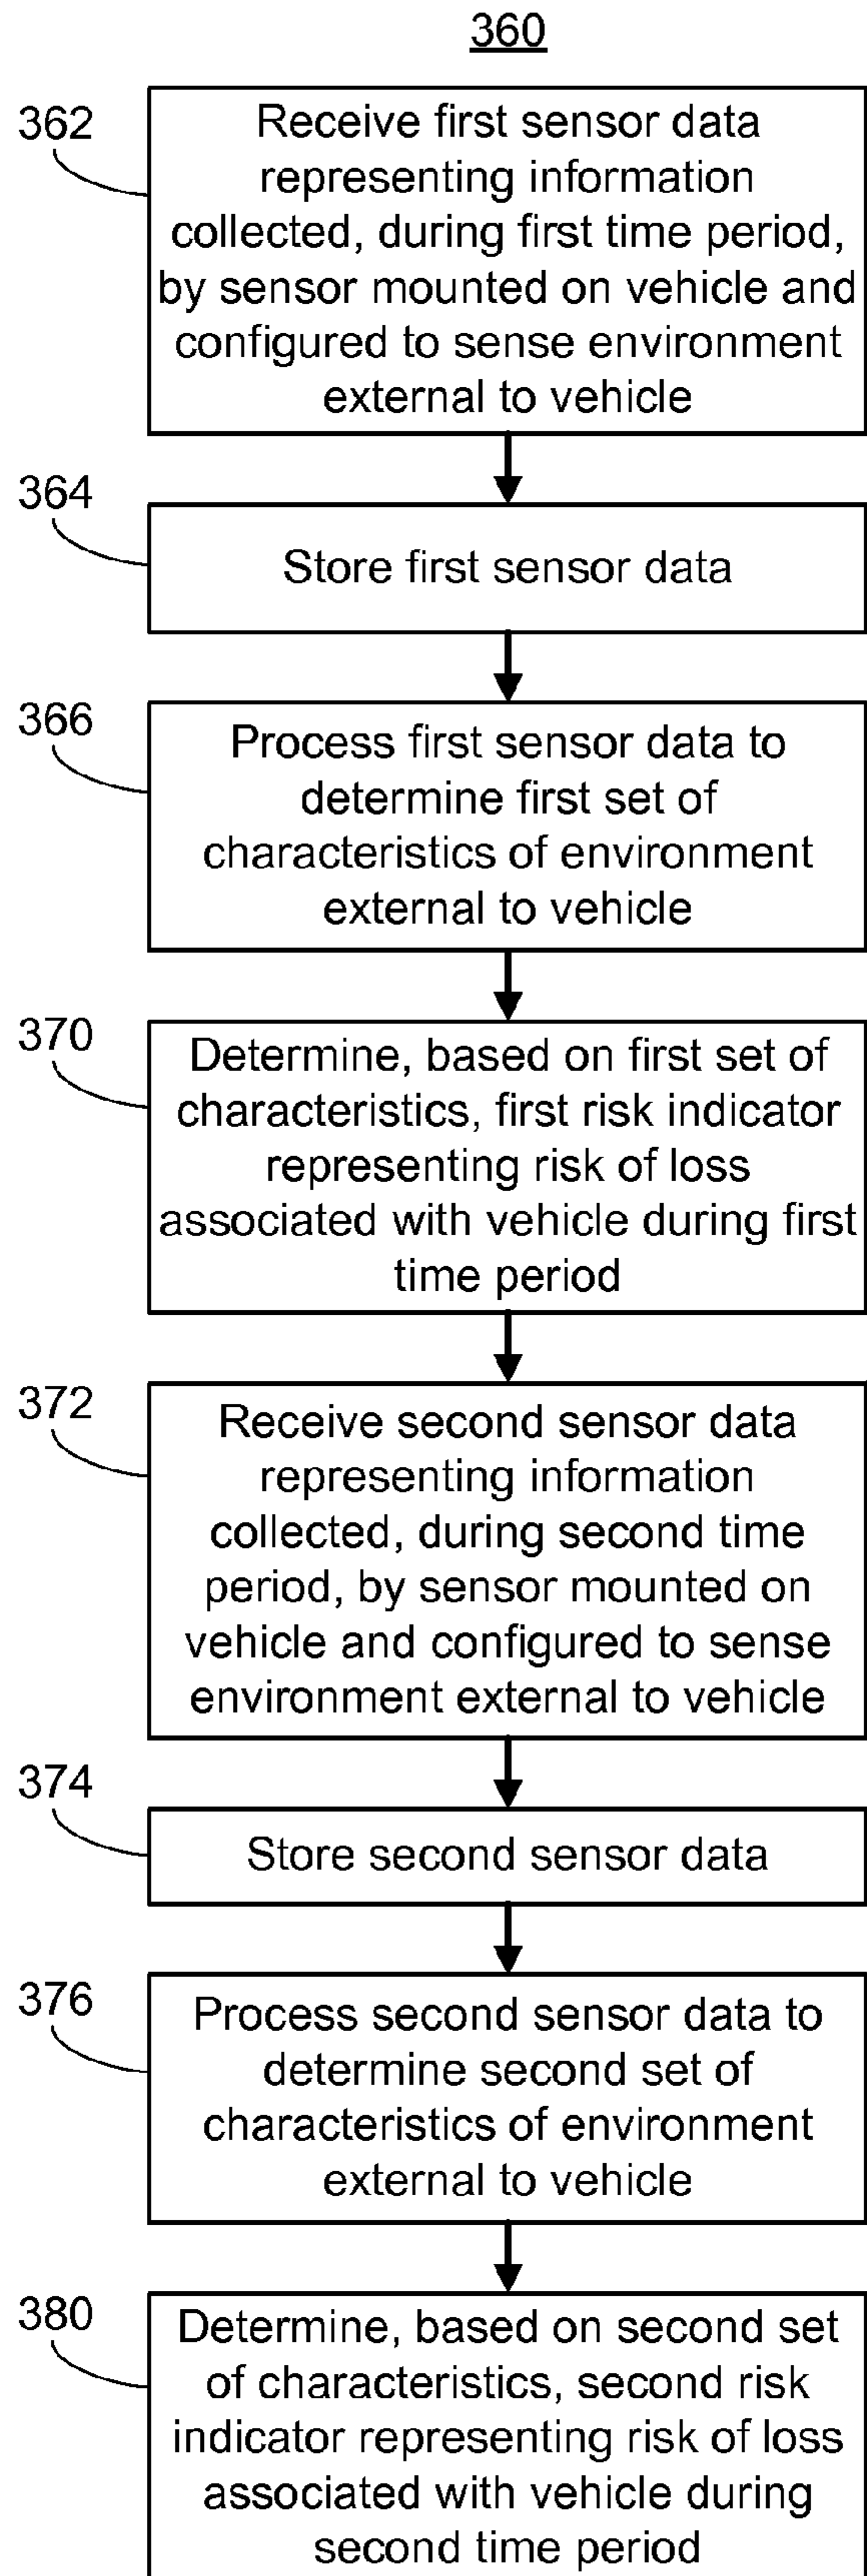 360
362
Receive first sensor data
representing information
collected, during first time period,
by sensor mounted on vehicle and
configured to sense environment
external to vehicle
364
Store first sensor data
366
Process first sensor data to
determine first set of
characteristics of environment
external to vehicle
370
Determine, based on first set of
characteristics, first risk indicator
representing risk of loss
associated with vehicle during first
time period
372
Receive second sensor data
representing information
collected, during second time
period, by sensor mounted on
vehicle and configured to sense
environment external to vehicle
374
Store second sensor data
376
Process second sensor data to
determine second set of
characteristics of environment
external to vehicle
380
Determine, based on second set
of characteristics, second risk
indicator representing risk of loss
associated with vehicle during
second time period